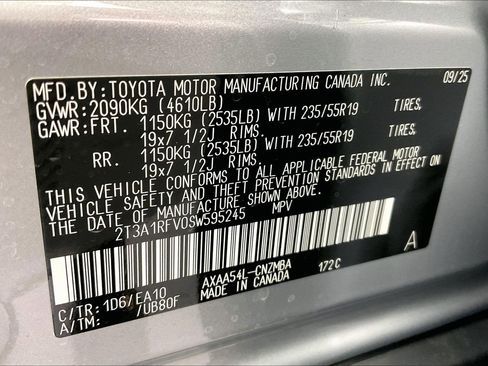 MFD.BY:TOYOTA MOTOR MANUFACTURING CANADA INC. 09/25
GVWR:2090KG (4610LB)
GAWR:FRT. 1150KG (2535LB) WITH 235/55R19 TIRES,
19x7 1/2J RIMS.
RR. 1150KG (2535LB) WITH 235/55R19 TIRES,
19x7 1/2J RIMS.
THIS VEHICLE CONFORMS TO ALL APPLICABLE FEDERAL MOTOR
VEHICLE SAFETY AND THEFT PREVENTION STANDARDS IN EFFECT ON
THE DATE OF MANUFACTURE SHOWN ABOVE.
2T3A1RFV0SW595245 MPV
A
C/TR:1D6/EA10 AXAA54L-CNZMBA 172C
A/TM: /UB80F MADE IN CANADA